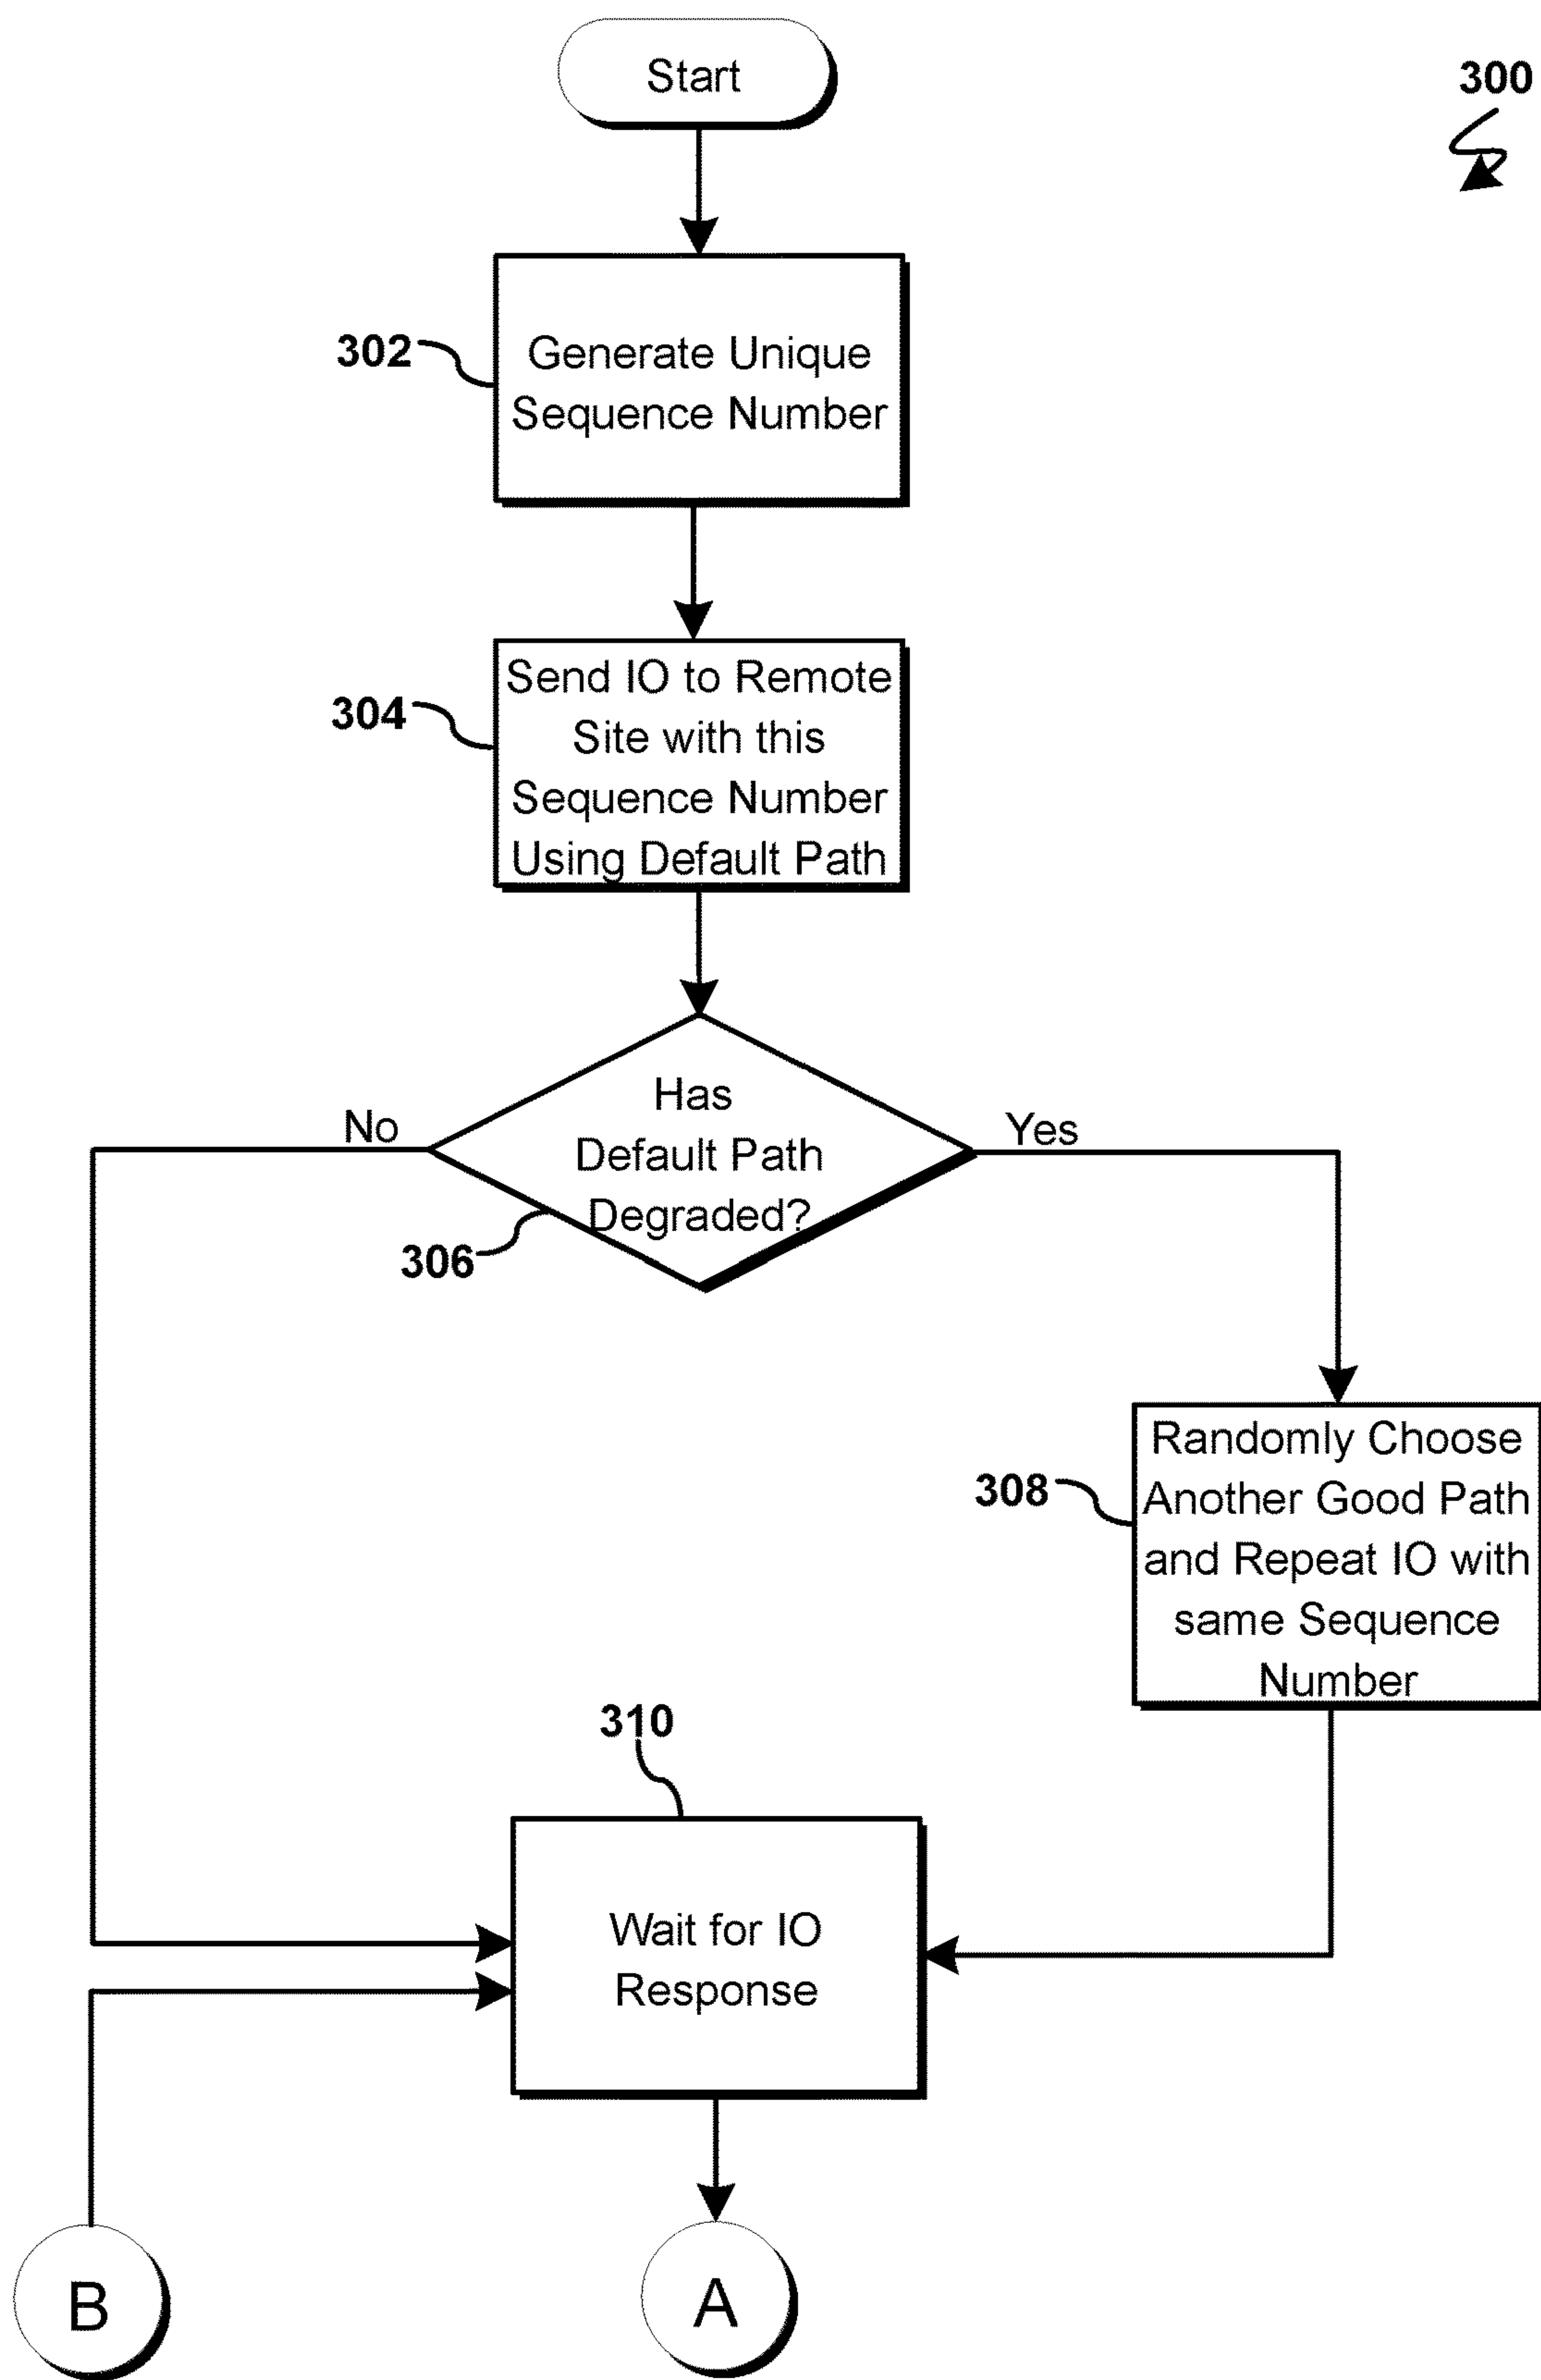 Start
300
302
Generate Unique
Sequence Number
304
Send IO to Remote
Site with this
Sequence Number
Using Default Path
No
Has
Default Path
Degraded?
Yes
306
308
Randomly Choose
Another Good Path
and Repeat IO with
same Sequence
Number
310
Wait for IO
Response
B
A